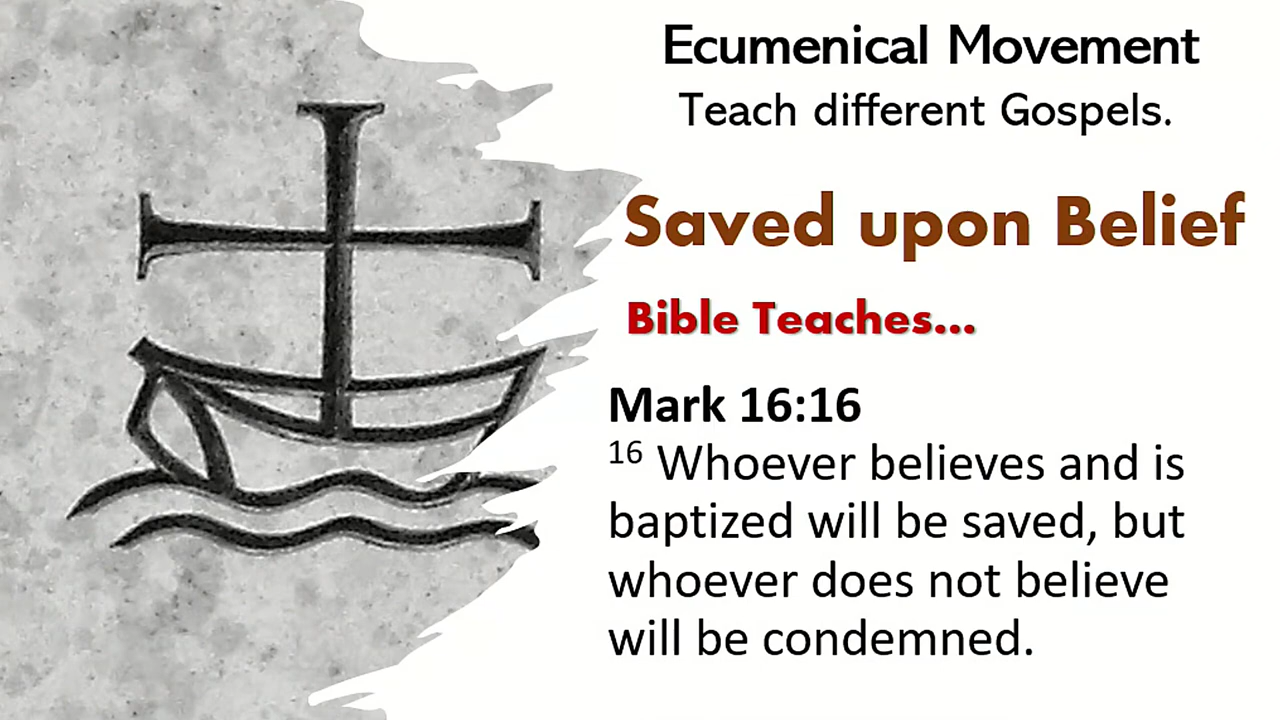 Ecumenical Movement
Teach different Gospels.
Saved upon Belief
Bible Teaches...
Mark 16:16
16 Whoever believes and is
baptized will be saved, but
whoever does not believe
will be condemned.